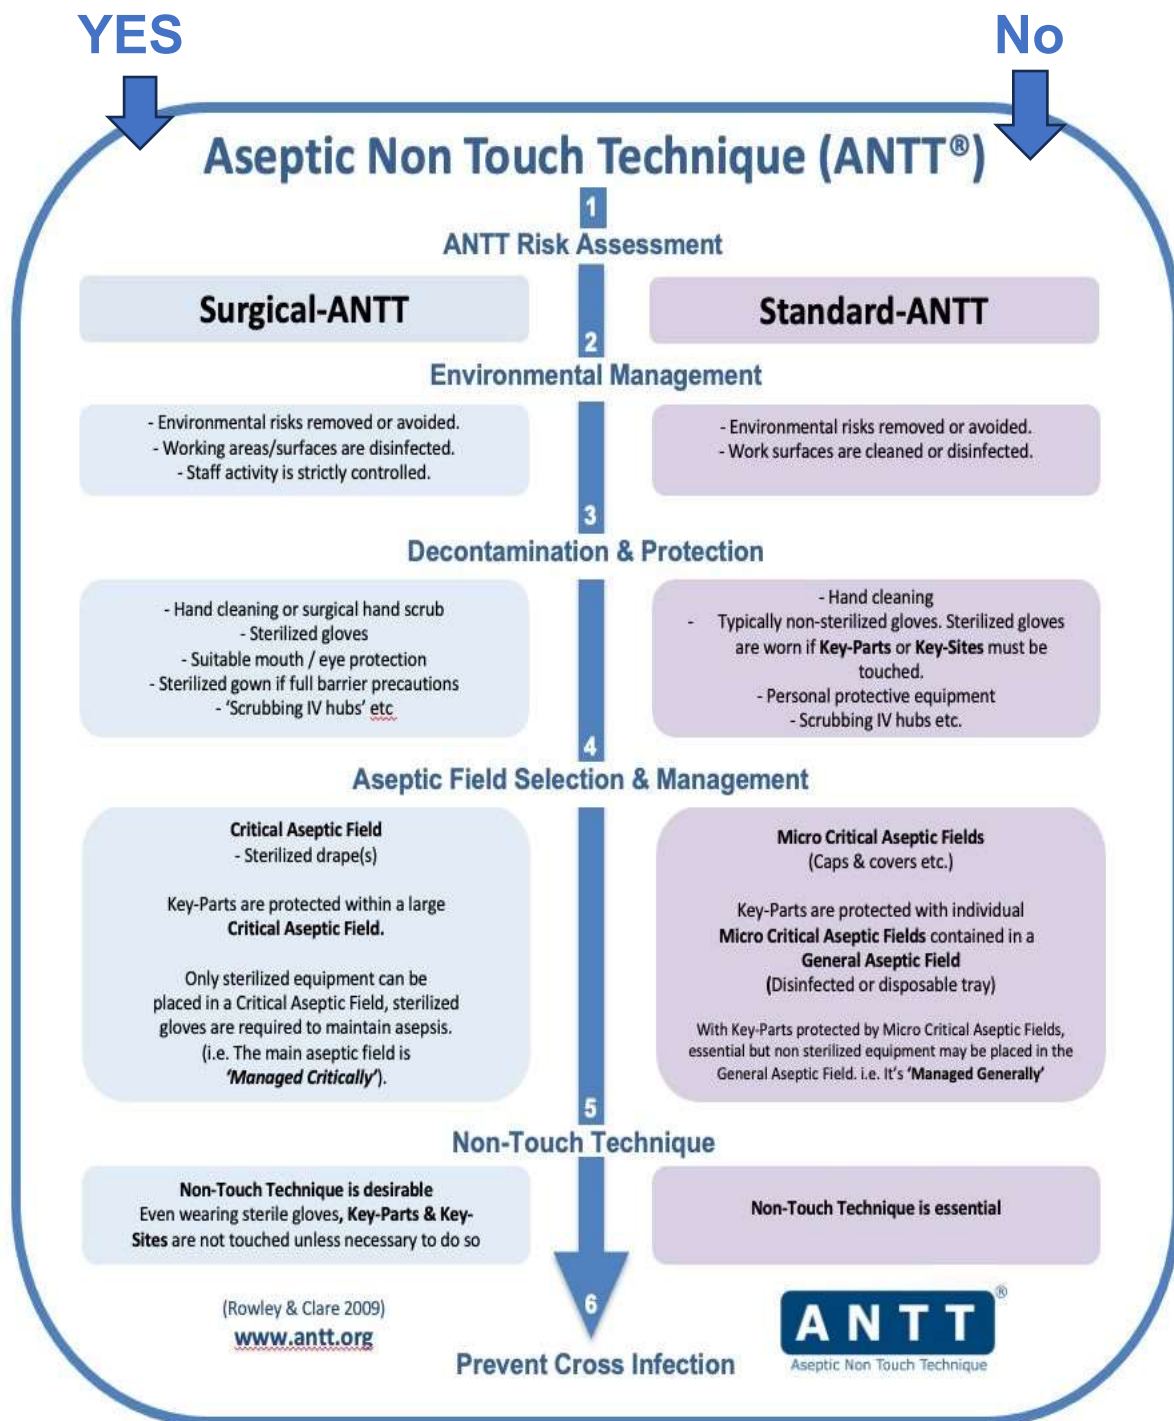 YES
No
Aseptic Non Touch Technique (ANTT®)
1
ANTT Risk Assessment
Surgical-ANTT
Standard-ANTT
2
Environmental Management
- Environmental risks removed or avoided.
- Working areas/surfaces are disinfected.
- Staff activity is strictly controlled.
- Environmental risks removed or avoided.
- Work surfaces are cleaned or disinfected.
3
Decontamination & Protection
- Hand cleaning or surgical hand scrub
- Sterilized gloves
- Suitable mouth / eye protection
- Sterilized gown if full barrier precautions
- ‘Scrubbing IV hubs’ etc
- Hand cleaning
- Typically non-sterilized gloves. Sterilized gloves
are worn if Key-Parts or Key-Sites must be
touched.
- Personal protective equipment
- Scrubbing IV hubs etc.
4
Aseptic Field Selection & Management
Critical Aseptic Field
- Sterilized drape(s)
Key-Parts are protected within a large
Critical Aseptic Field.
Only sterilized equipment can be
placed in a Critical Aseptic Field, sterilized
gloves are required to maintain asepsis.
(i.e. The main aseptic field is
‘Managed Critically’).
Micro Critical Aseptic Fields
(Caps & covers etc.)
Key-Parts are protected with individual
Micro Critical Aseptic Fields contained in a
General Aseptic Field
(Disinfected or disposable tray)
With Key-Parts protected by Micro Critical Aseptic Fields,
essential but non sterilized equipment may be placed in the
General Aseptic Field. i.e. It’s ‘Managed Generally’
5
Non-Touch Technique
Non-Touch Technique is desirable
Even wearing sterile gloves, Key-Parts & Key-
Sites are not touched unless necessary to do so
Non-Touch Technique is essential
6
(Rowley & Clare 2009)
www.antt.org
Prevent Cross Infection
ANTT®
Aseptic Non Touch Technique